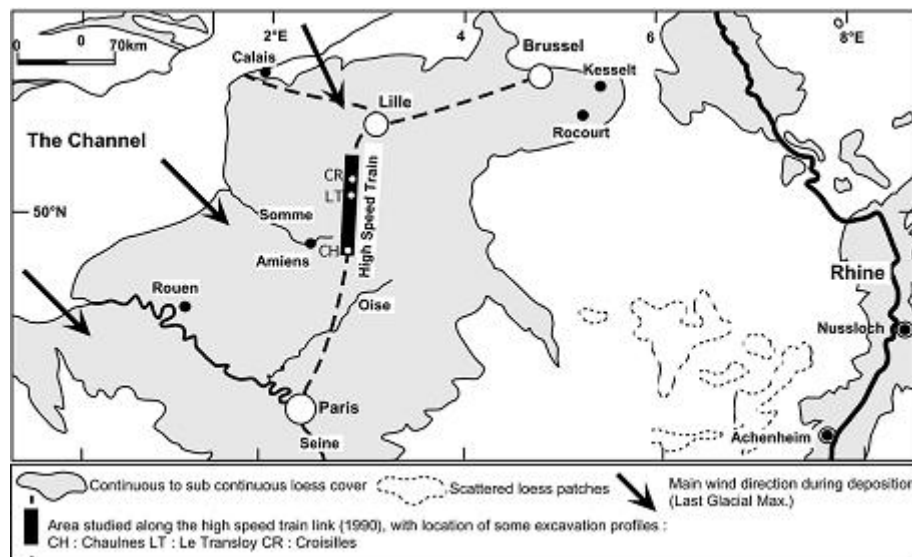 0 70km
2°E
4
6
8°E
Calais
Brussel
Kesselt
Lille
Rocourt
The Channel
CR
LT
High Speed Train
50°N
Somme
Amiens
CH
Rhine
Rouen
Oise
Nussloch
Paris
Achenheim
Seine
Continuous to sub continuous loess cover
Scattered loess patches
Main wind direction during deposition
(Last Glacial Max.)
Area studied along the high speed train link (1990), with location of some excavation profiles :
CH : Chaulnes LT : Le Transloy CR : Croisilles